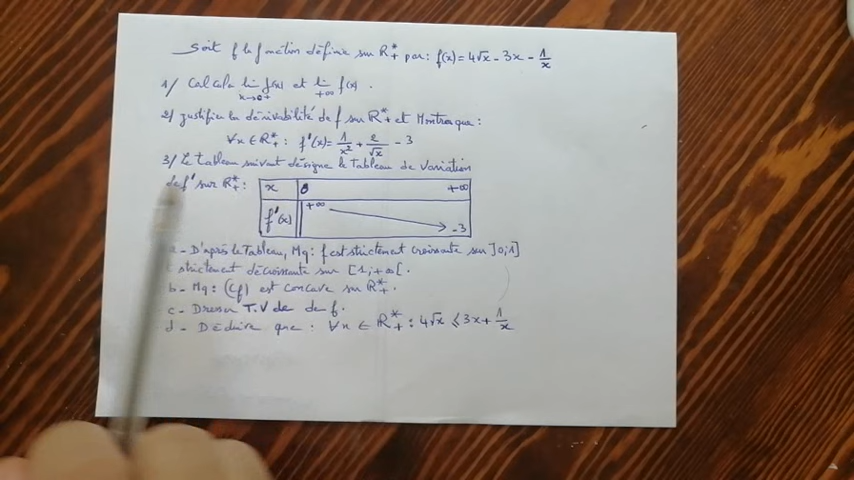 Soit f la fonction définie sur R*+ par: f(x) = 4√x - 3x - 1/x
1/ Calculer lim x→0+ f(x) et lim +∞ f(x).
2/ Justifier la dérivabilité de f sur R*+ et Montrer que:
∀x ∈ R*+ : f'(x) = 1/x² + 2/√x - 3
3/ Le tableau suivant désigne le Tableau de Variation
de f' sur R*+ :
x 0 +∞
f'(x) +∞ -3
a - D'après le Tableau, Mq: f est strictement croissante sur ]0;1]
strictement décroissante sur [1;+∞[.
b - Mq: (Cf) est concave sur R*+.
c - Dresser T.V de de f.
d - Déduire que: ∀x ∈ R*+ : 4√x ≤ 3x + 1/x